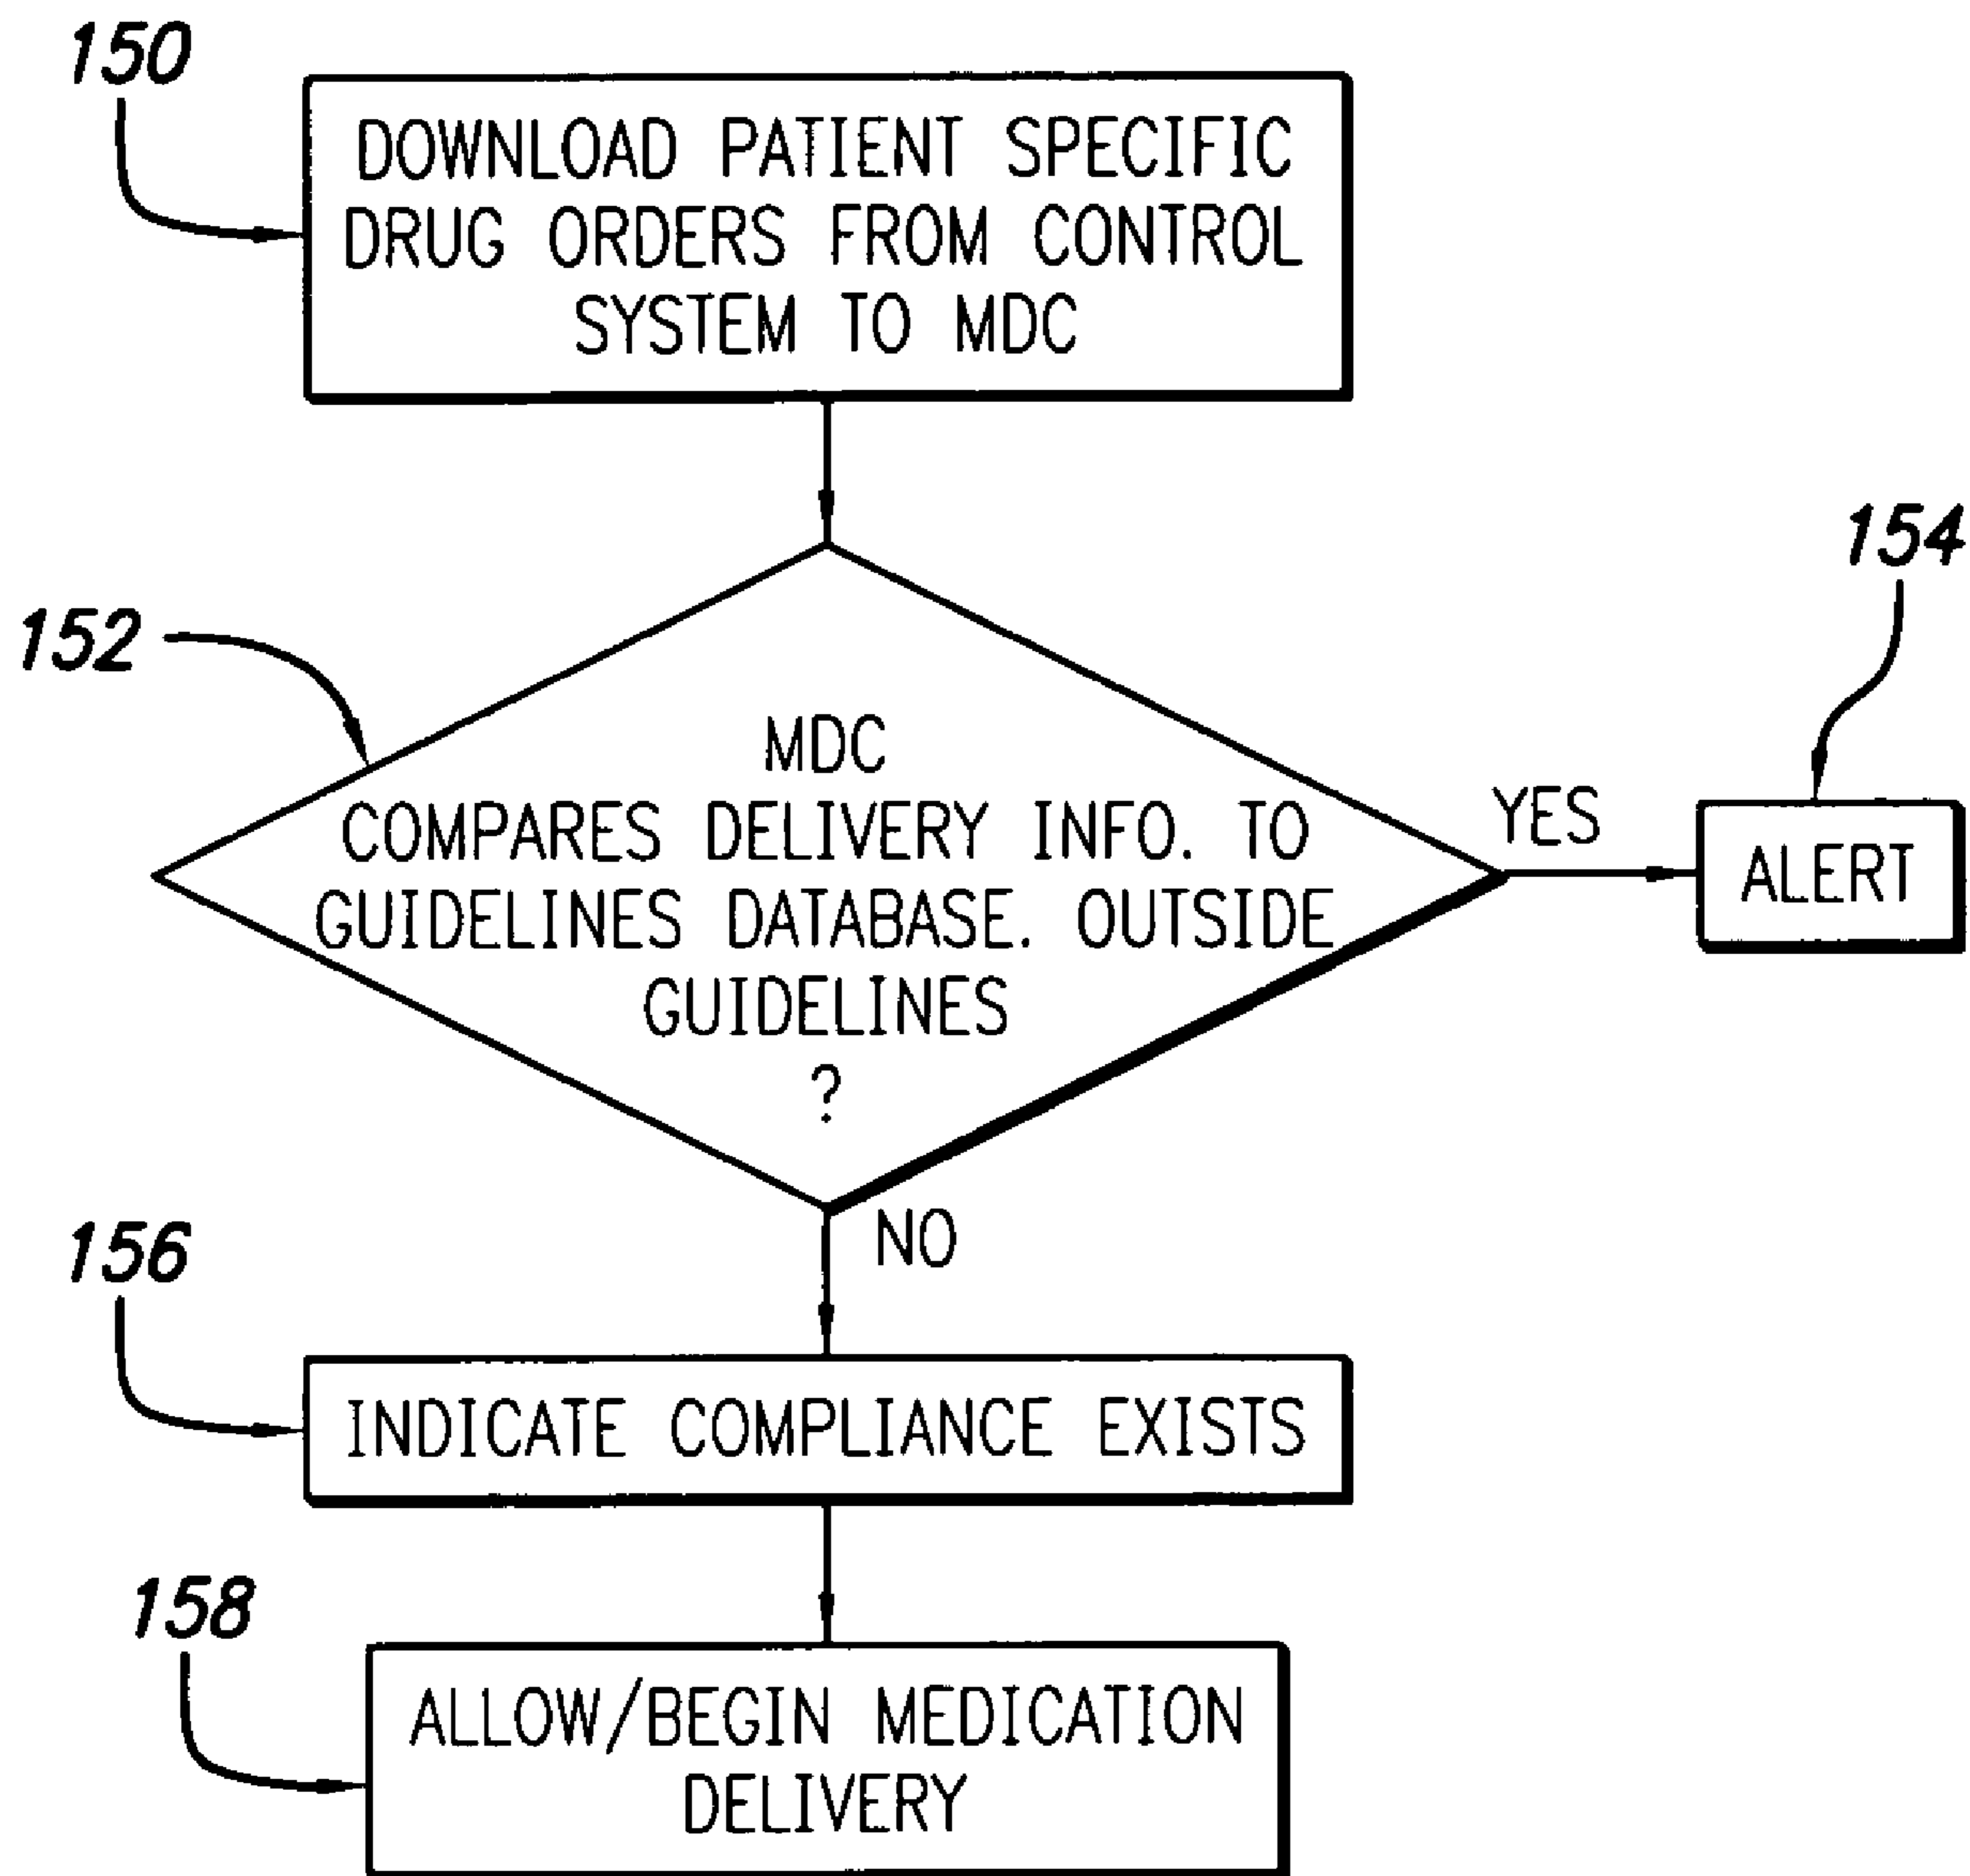 150
DOWNLOAD PATIENT SPECIFIC
DRUG ORDERS FROM CONTROL
SYSTEM TO MDC
152
MDC
COMPARES DELIVERY INFO. TO
GUIDELINES DATABASE. OUTSIDE
GUIDELINES
?
YES
154
ALERT
NO
156
INDICATE COMPLIANCE EXISTS
158
ALLOW/BEGIN MEDICATION
DELIVERY